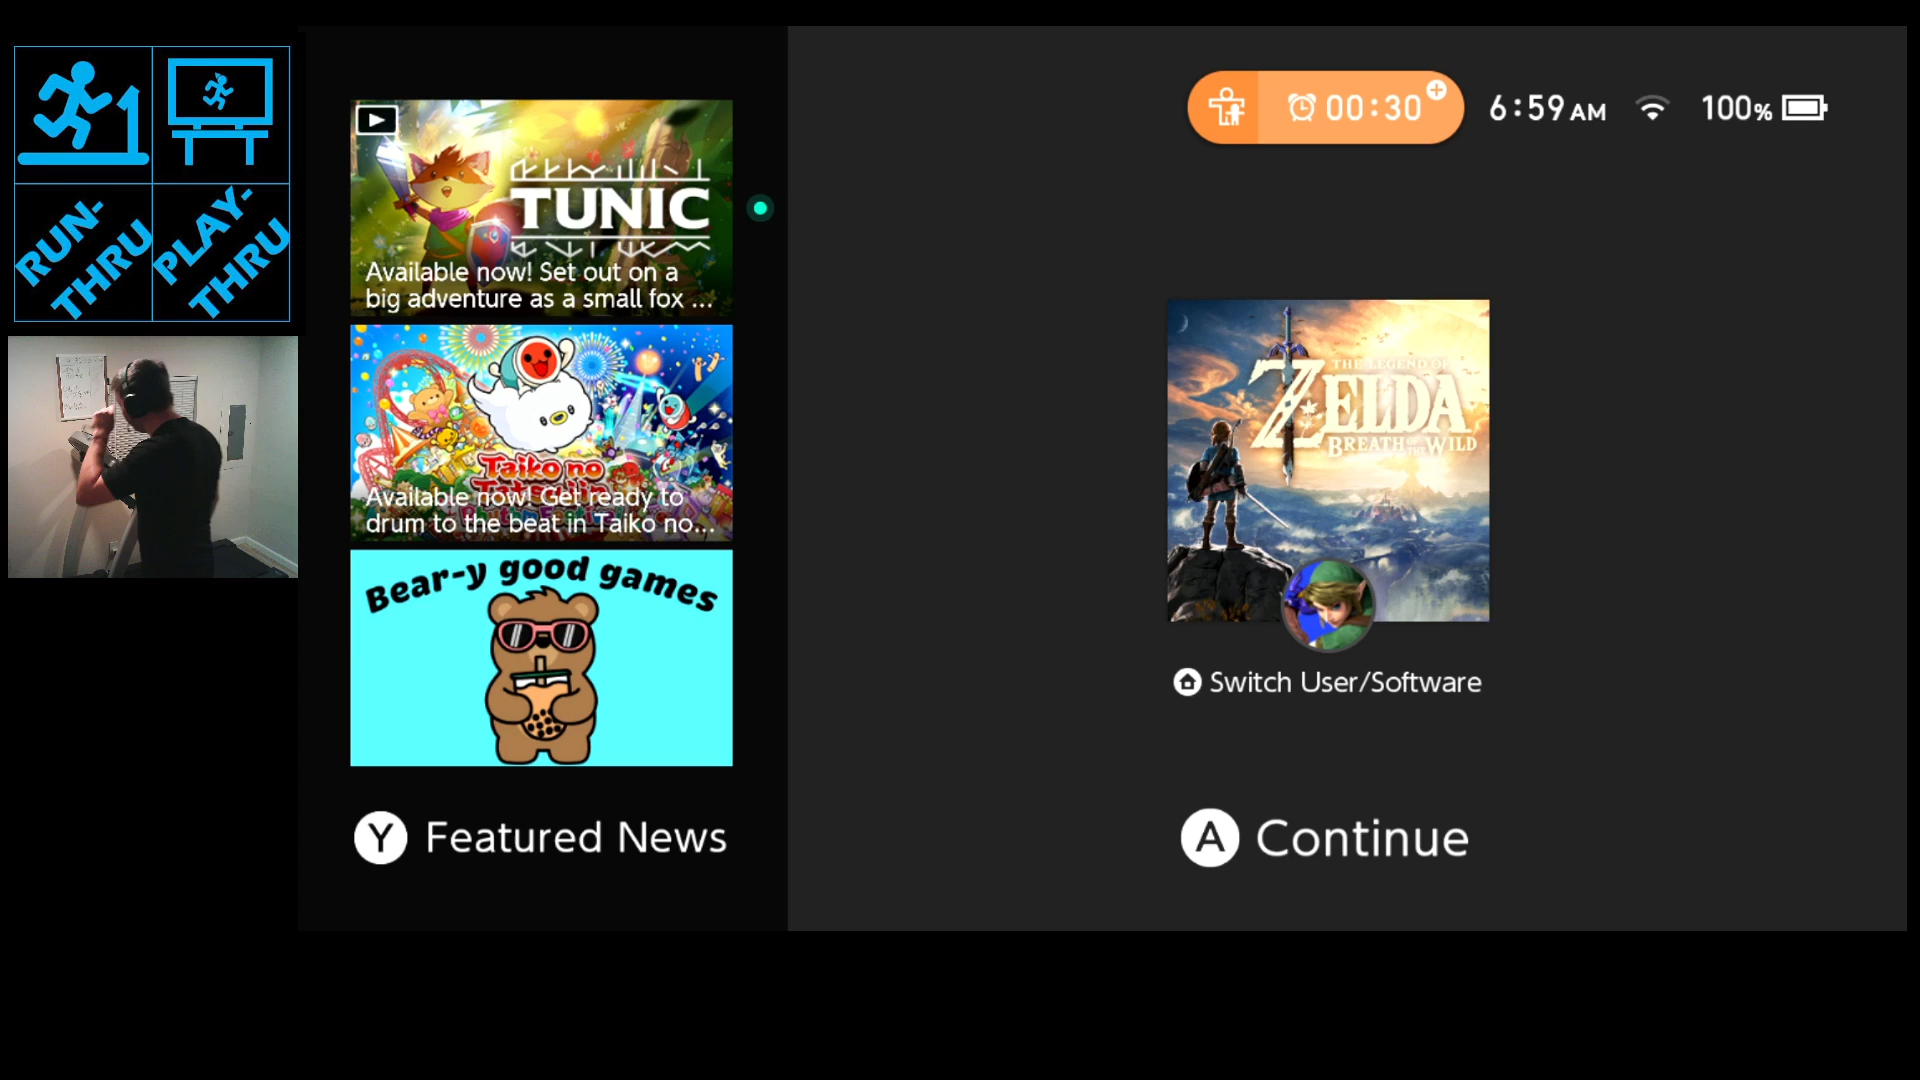 RUN-
THRU
PLAY-
THRU
TUNIC
Available now! Set out on a
big adventure as a small fox ...
Taiko no
Tatsujin
Available now! Get ready to
drum to the beat in Taiko no...
Bear-y good games
Y Featured News
00:30
6:59 AM
100%
THE LEGEND OF
ZELDA
BREATH OF THE WILD
Switch User/Software
A Continue